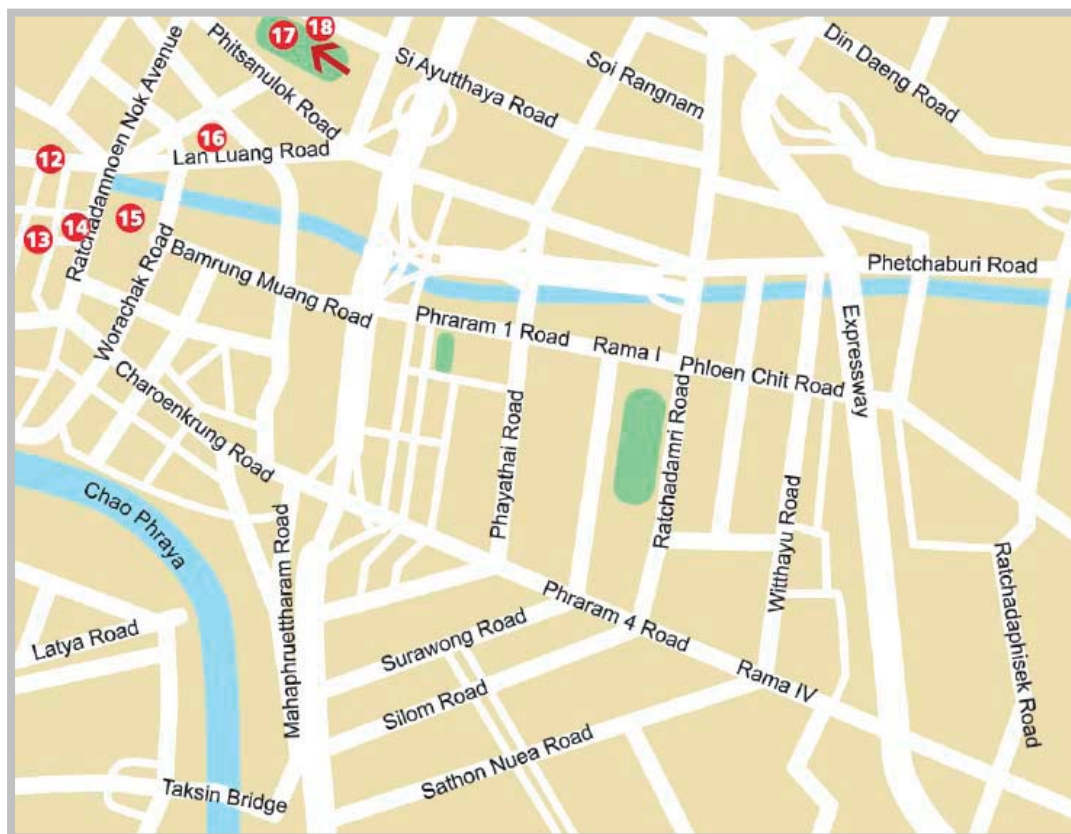 17
18
Phitsanulok Road
Si Ayutthaya Road
Soi Rangnam
Din Daeng Road
Ratchadamnoen Nok Avenue
16
12
Lan Luang Road
15
14
13
Worachak Road
Bamrung Muang Road
Phetchaburi Road
Phraram 1 Road
Rama I
Phloen Chit Road
Expressway
Charoenkrung Road
Phayathai Road
Ratchadamri Road
Chao Phraya
Mahaphruettharam Road
Witthayu Road
Ratchadaphisek Road
Latya Road
Surawong Road
Phraram 4 Road
Rama IV
Silom Road
Sathon Nuea Road
Taksin Bridge